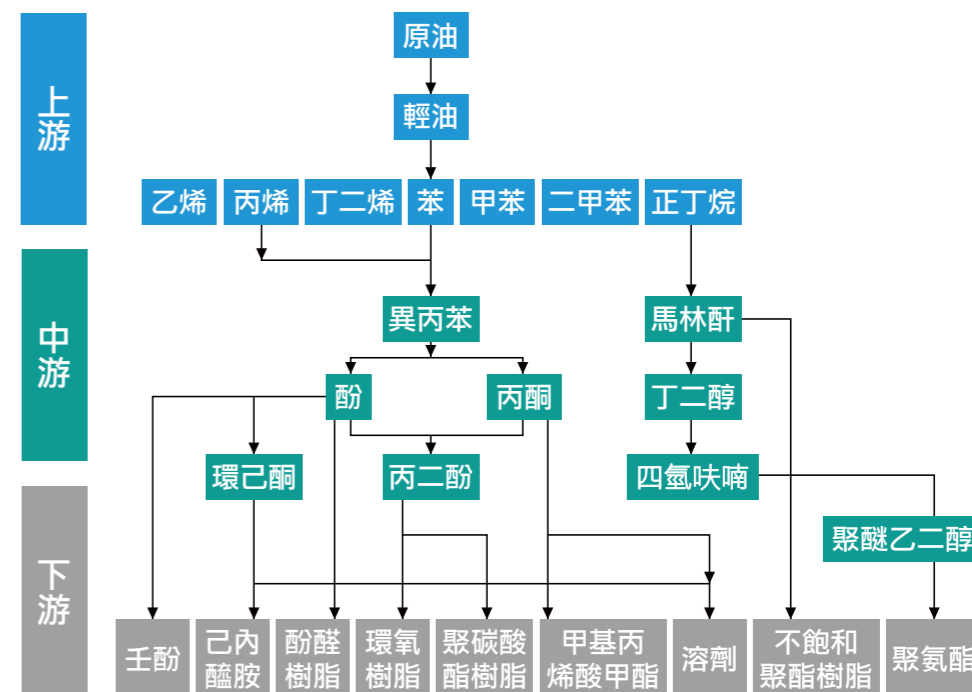 上游
原油
輕油
乙烯
丙烯
丁二烯
苯
甲苯
二甲苯
正丁烷
中游
異丙苯
馬林酐
酚
丙酮
丁二醇
環己酮
丙二酚
四氫呋喃
聚醚乙二醇
下游
壬酚
己內
醯胺
酚醛
樹脂
環氧
樹脂
聚碳酸
酯樹脂
甲基丙
烯酸甲酯
溶劑
不飽和
聚酯樹脂
聚氨酯